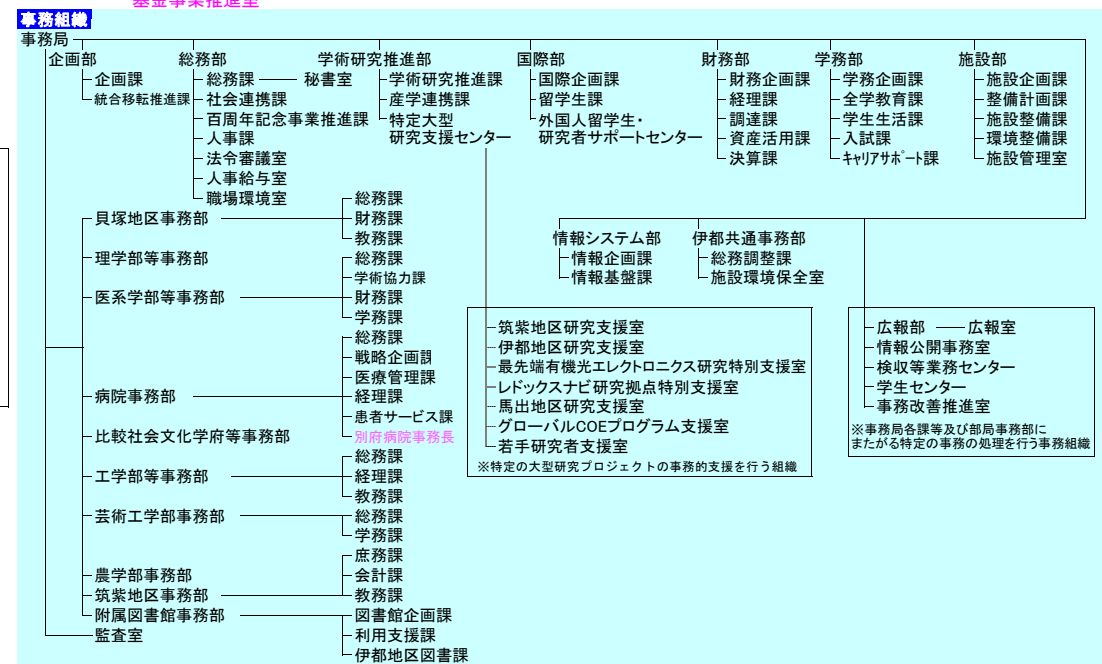 基金事業推進室
事務組織
事務局
企画部
企画課
統合移転推進課
総務部
総務課
秘書室
社会連携課
百周年記念事業推進課
人事課
法令審議室
人事給与室
職場環境室
学術研究推進部
学術研究推進課
産学連携課
特定大型
研究支援センター
国際部
国際企画課
留学生課
外国人留学生・
研究者サポートセンター
財務部
財務企画課
経理課
調達課
資産活用課
決算課
学務部
学務企画課
全学教育課
学生生活課
入試課
キャリアサポート課
施設部
施設企画課
整備計画課
施設整備課
環境整備課
施設管理室
情報システム部
情報企画課
情報基盤課
伊都共通事務部
総務調整課
施設環境保全室
貝塚地区事務部
総務課
財務課
教務課
理学部等事務部
医系学部等事務部
総務課
学術協力課
財務課
学務課
病院事務部
総務課
戦略企画課
医療管理課
経理課
患者サービス課
別府病院事務長
比較社会文化学府等事務部
工学部等事務部
総務課
経理課
教務課
芸術工学部事務部
総務課
学務課
農学部事務部
筑紫地区事務部
庶務課
会計課
教務課
附属図書館事務部
図書館企画課
利用支援課
伊都地区図書課
監査室
筑紫地区研究支援室
伊都地区研究支援室
最先端有機光エレクトロニクス研究特別支援室
レドックスナビ研究拠点特別支援室
馬出地区研究支援室
グローバルCOEプログラム支援室
若手研究者支援室
※特定の大型研究プロジェクトの事務的支援を行う組織
広報部
広報室
情報公開事務室
検収等業務センター
学生センター
事務改善推進室
※事務局各課等及び部局事務部に
またがる特定の事務の処理を行う事務組織